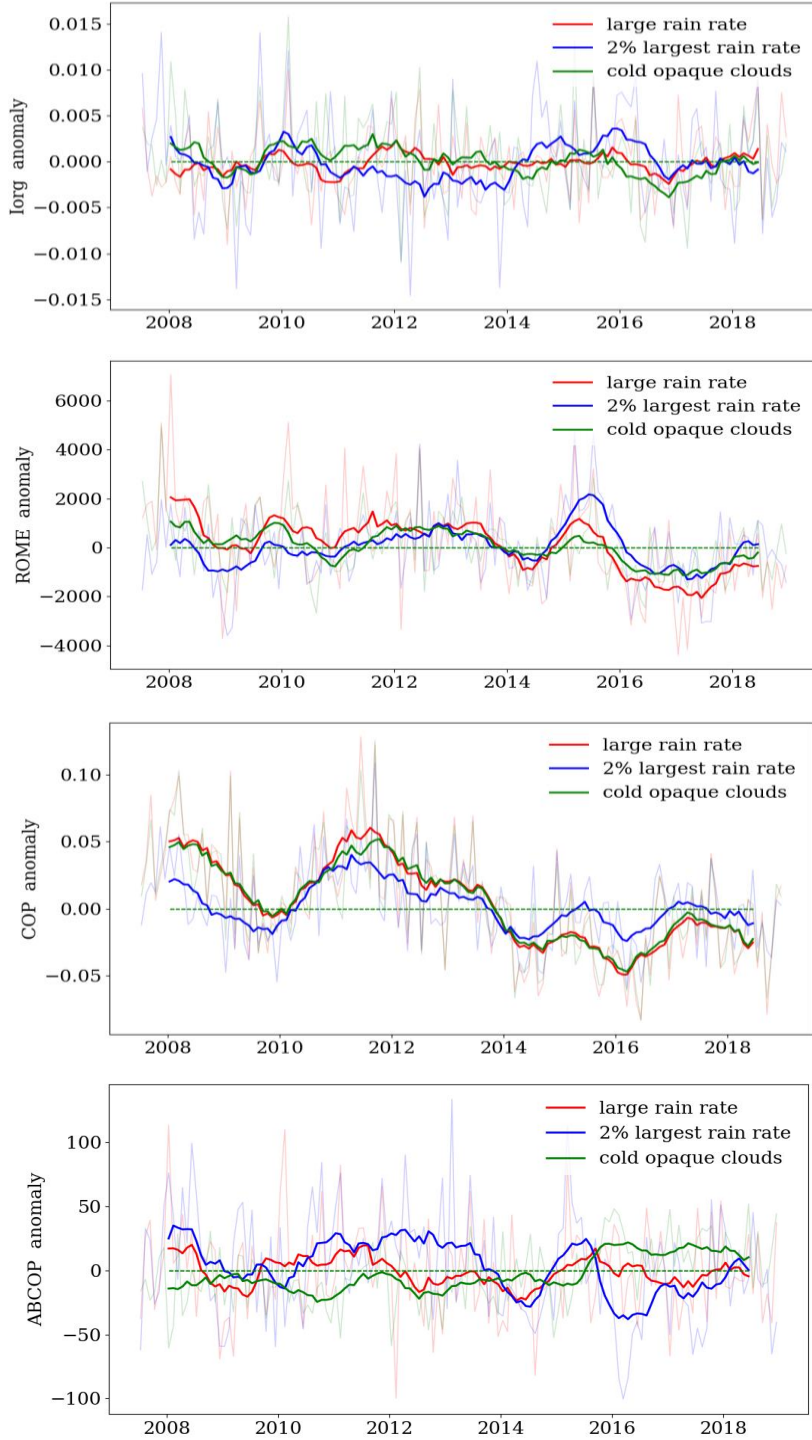 0.015
0.010
0.005
0.000
−0.005
−0.010
−0.015
Iorg anomaly
large rain rate
2% largest rain rate
cold opaque clouds
2008 2010 2012 2014 2016 2018
6000
4000
2000
0
−2000
−4000
ROME anomaly
large rain rate
2% largest rain rate
cold opaque clouds
2008 2010 2012 2014 2016 2018
0.10
0.05
0.00
−0.05
COP anomaly
large rain rate
2% largest rain rate
cold opaque clouds
2008 2010 2012 2014 2016 2018
100
50
0
−50
−100
ABCOP anomaly
large rain rate
2% largest rain rate
cold opaque clouds
2008 2010 2012 2014 2016 2018